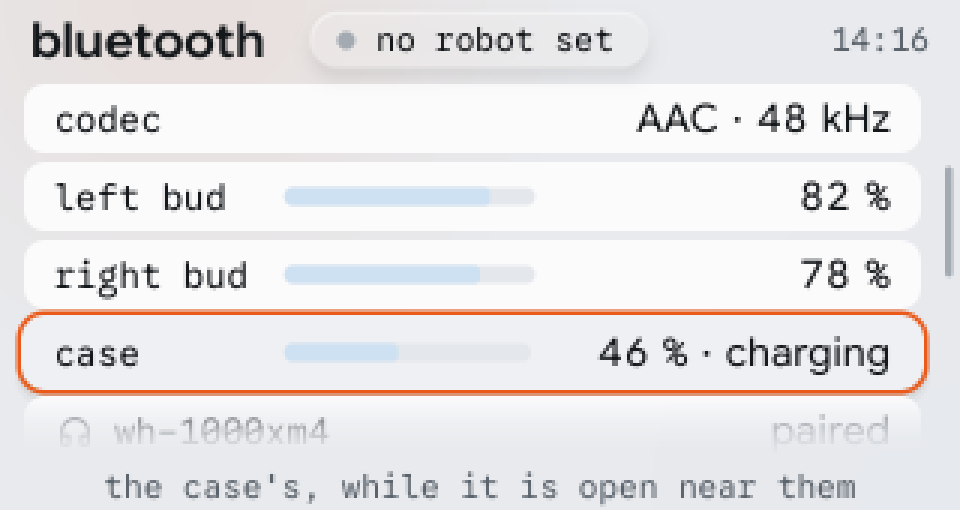 bluetooth no robot set 14:16
codec AAC · 48 kHz
left bud 82 %
right bud 78 %
case 46 % · charging
wh-1000xm4 paired
the case's, while it is open near them